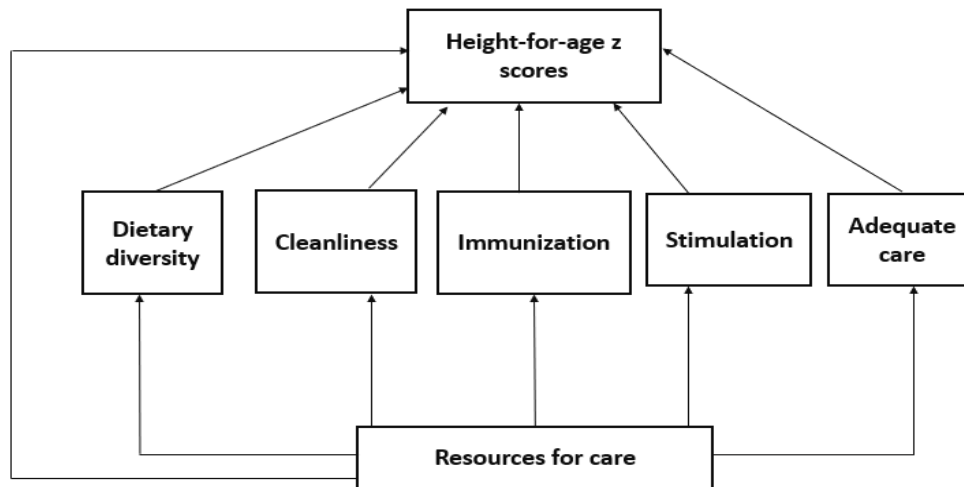 Height-for-age z
scores
Dietary
diversity
Cleanliness
Immunization
Stimulation
Adequate
care
Resources for care